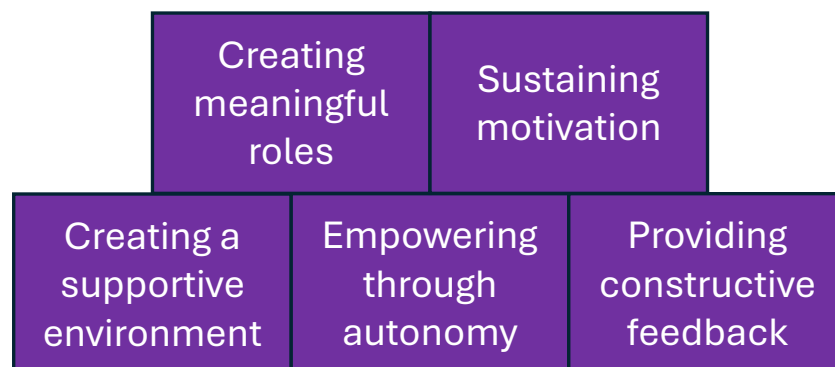 Creating
meaningful
roles
Sustaining
motivation
Creating a
supportive
environment
Empowering
through
autonomy
Providing
constructive
feedback